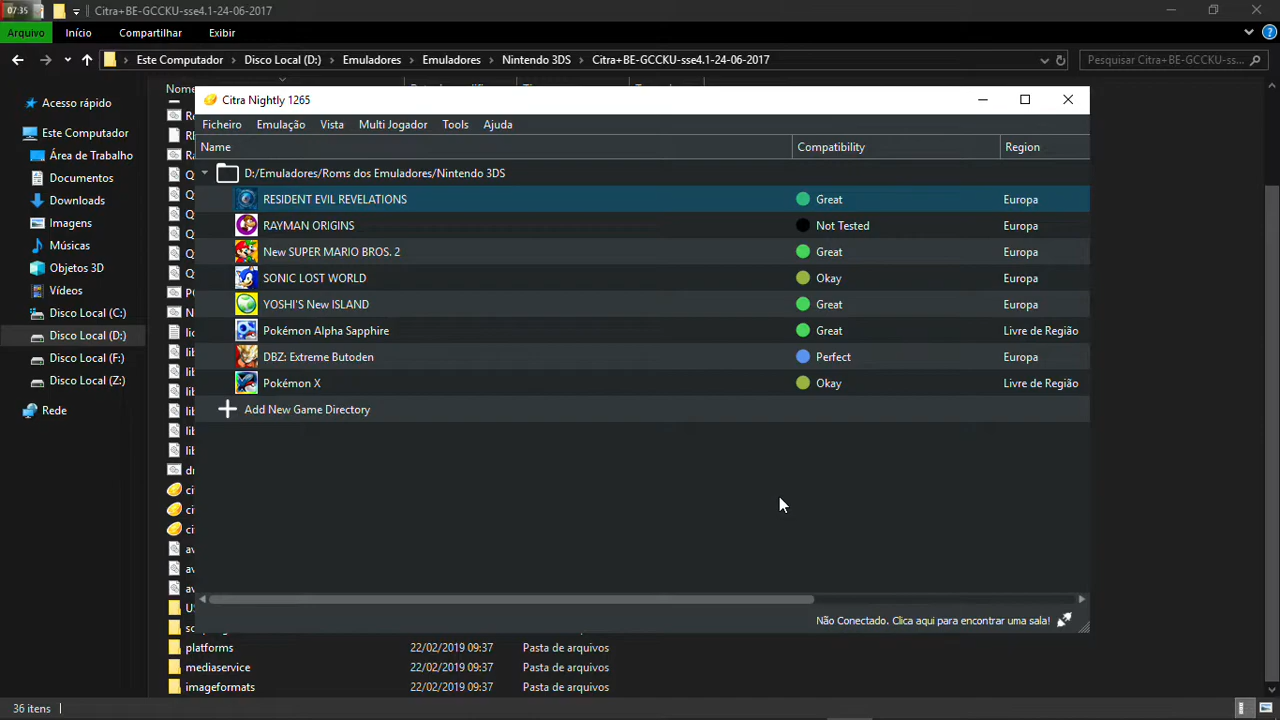 07:35
Citra+BE-GCCKU-sse4.1-24-06-2017
Arquivo Início Compartilhar Exibir
Este Computador Disco Local (D:) Emuladores Emuladores Nintendo 3DS Citra+BE-GCCKU-sse4.1-24-06-2017
Pesquisar Citra+BE-GCCKU-ss...
Acesso rápido
Este Computador
Área de Trabalho
Documentos
Downloads
Imagens
Músicas
Objetos 3D
Vídeos
Disco Local (C:)
Disco Local (D:)
Disco Local (F:)
Disco Local (Z:)
Rede
Citra Nightly 1265
Ficheiro Emulação Vista Multi Jogador Tools Ajuda
Name Compatibility Region
D:/Emuladores/Roms dos Emuladores/Nintendo 3DS
RESIDENT EVIL REVELATIONS Great Europa
RAYMAN ORIGINS Not Tested Europa
New SUPER MARIO BROS. 2 Great Europa
SONIC LOST WORLD Okay Europa
YOSHI'S New ISLAND Great Europa
Pokémon Alpha Sapphire Great Livre de Região
DBZ: Extreme Butoden Perfect Europa
Pokémon X Okay Livre de Região
Add New Game Directory
Não Conectado. Clica aqui para encontrar uma sala!
platforms 22/02/2019 09:37 Pasta de arquivos
mediaservice 22/02/2019 09:37 Pasta de arquivos
imageformats 22/02/2019 09:37 Pasta de arquivos
36 itens